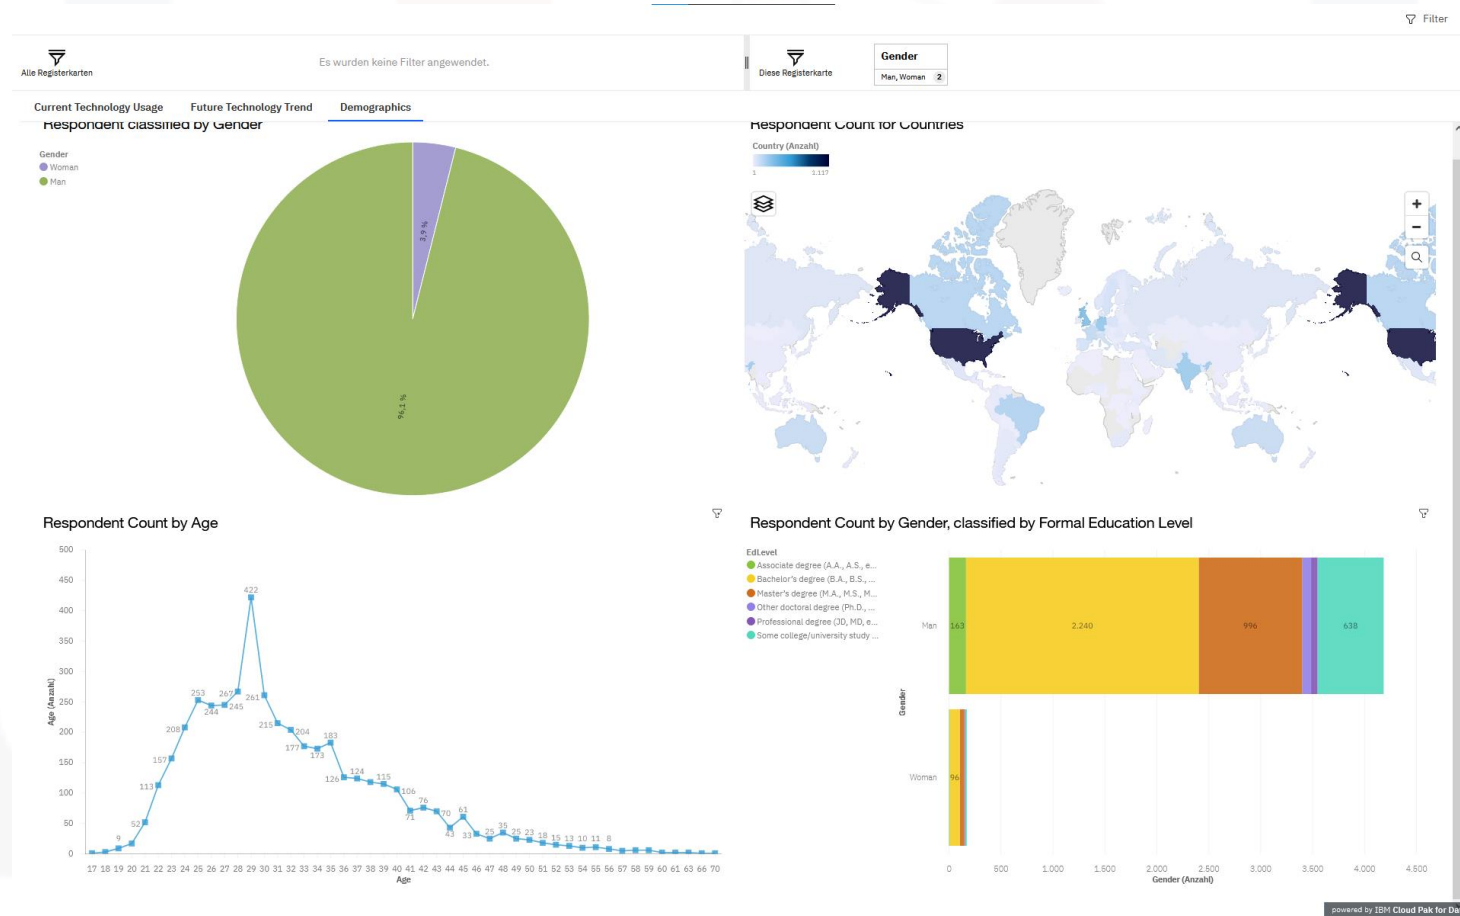 Filter
Alle Registerkarten
Es wurden keine Filter angewendet.
Diese Registerkarte
Gender
Man, Woman 2
Current Technology Usage
Future Technology Trend
Demographics
Respondent classified by Gender
Gender
Woman
Man
3,9 %
96,1 %
Respondent Count for Countries
Country (Anzahl)
1 1.117
Respondent Count by Age
Age (Anzahl)
500
450
400
350
300
250
200
150
100
50
0
9
52
113
157
208
253
244
267
245
422
261
215
204
177
173
183
126
124
115
106
71
76
70
43
61
33
25
35
25
23
18
15
13
10
11
8
17 18 19 20 21 22 23 24 25 26 27 28 29 30 31 32 33 34 35 36 37 38 39 40 41 42 43 44 45 46 47 48 49 50 51 52 53 54 55 56 57 58 59 60 61 63 66 70
Age
Respondent Count by Gender, classified by Formal Education Level
EdLevel
Associate degree (A.A., A.S., e...
Bachelor's degree (B.A., B.S., ...
Master's degree (M.A., M.S., M...
Other doctoral degree (Ph.D., ...
Professional degree (JD, MD, e...
Some college/university study ...
Gender
Man
163
2.240
996
638
Woman
96
0 500 1.000 1.500 2.000 2.500 3.000 3.500 4.000 4.500
Gender (Anzahl)
powered by IBM Cloud Pak for Da